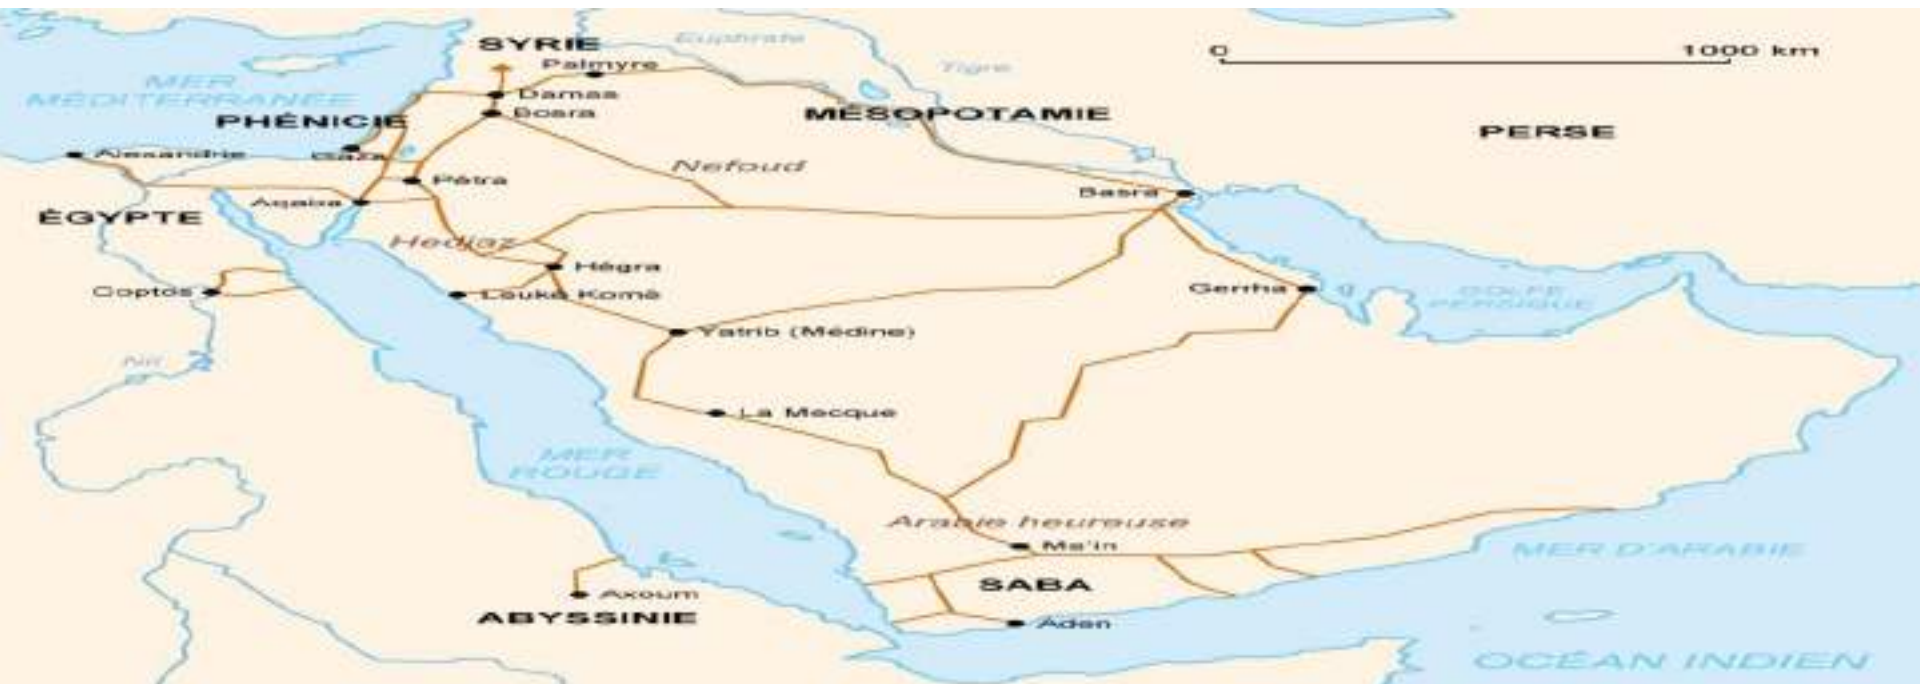 SYRIE
Euphrate
0
1000 km
Palmyre
Tigre
MER
MÉDITERRANÉE
Damas
Bosra
MÉSOPOTAMIE
PHÉNICIE
PERSE
Alexandrie
Gaza
Nefoud
Pétra
Basra
Aqaba
ÉGYPTE
Hedjaz
Hégra
Coptos
Leukè Komè
Gerrha
g
GOLFE
PERSIQUE
Yatrib (Médine)
Nil
La Mecque
MER
ROUGE
Arabie heureuse
Ma'in
MER D'ARABIE
SABA
Axoum
ABYSSINIE
Aden
OCÉAN INDIEN